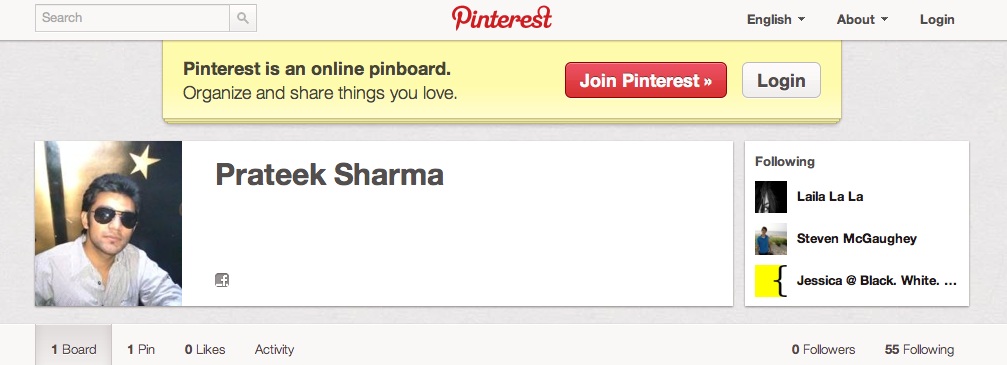 Search
Pinterest
English
About
Login
Pinterest is an online pinboard.
Organize and share things you love.
Join Pinterest »
Login
Prateek Sharma
f
Following
Laila La La
Steven McGaughey
{
Jessica @ Black. White. ...
1 Board
1 Pin
0 Likes
Activity
0 Followers
55 Following